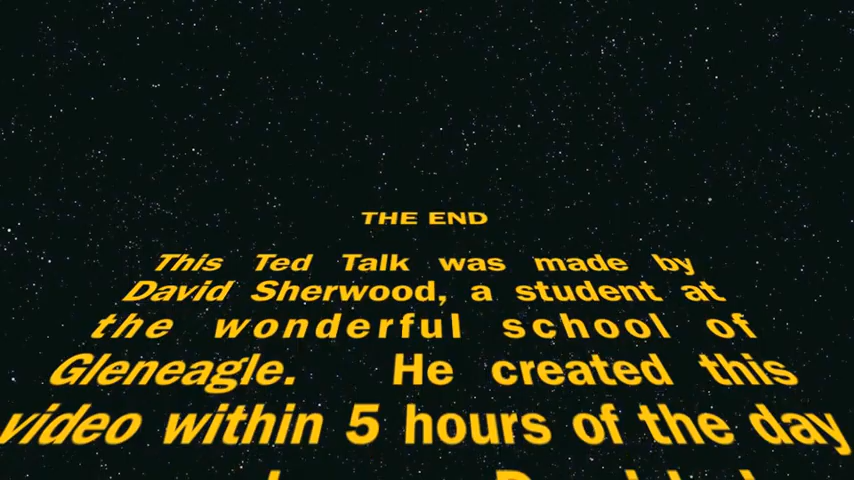 THE END
This Ted Talk was made by
David Sherwood, a student at
the wonderful school of
Gleneagle. He created this
video within 5 hours of the day